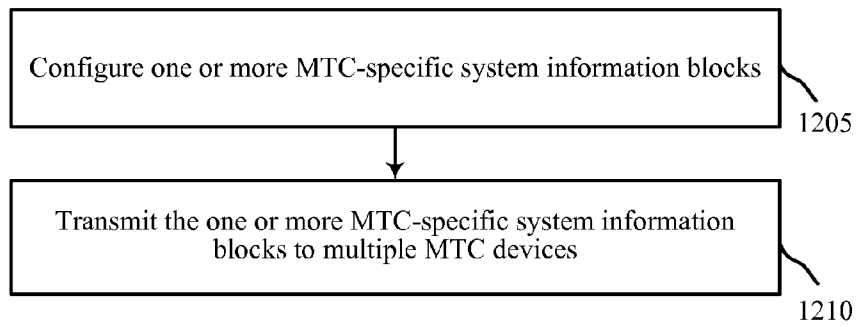 Configure one or more MTC-specific system information blocks
1205
Transmit the one or more MTC-specific system information
blocks to multiple MTC devices
1210